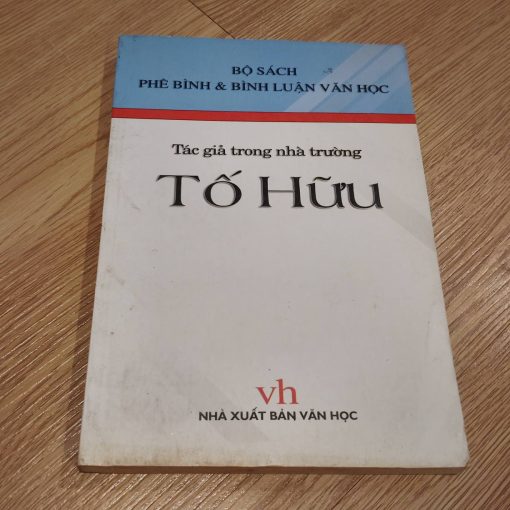 BỘ SÁCH
PHÊ BÌNH & BÌNH LUẬN VĂN HỌC
Tác giả trong nhà trường
TỐ HỮU
vh
NHÀ XUẤT BẢN VĂN HỌC